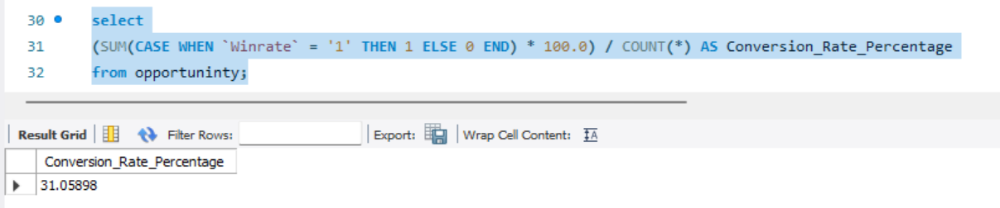 30 select
31 (SUM(CASE WHEN `Winrate` = '1' THEN 1 ELSE 0 END) * 100.0) / COUNT(*) AS Conversion_Rate_Percentage
32 from opportuninty;
Result Grid Filter Rows: Export: Wrap Cell Content: IA
Conversion_Rate_Percentage
31.05898